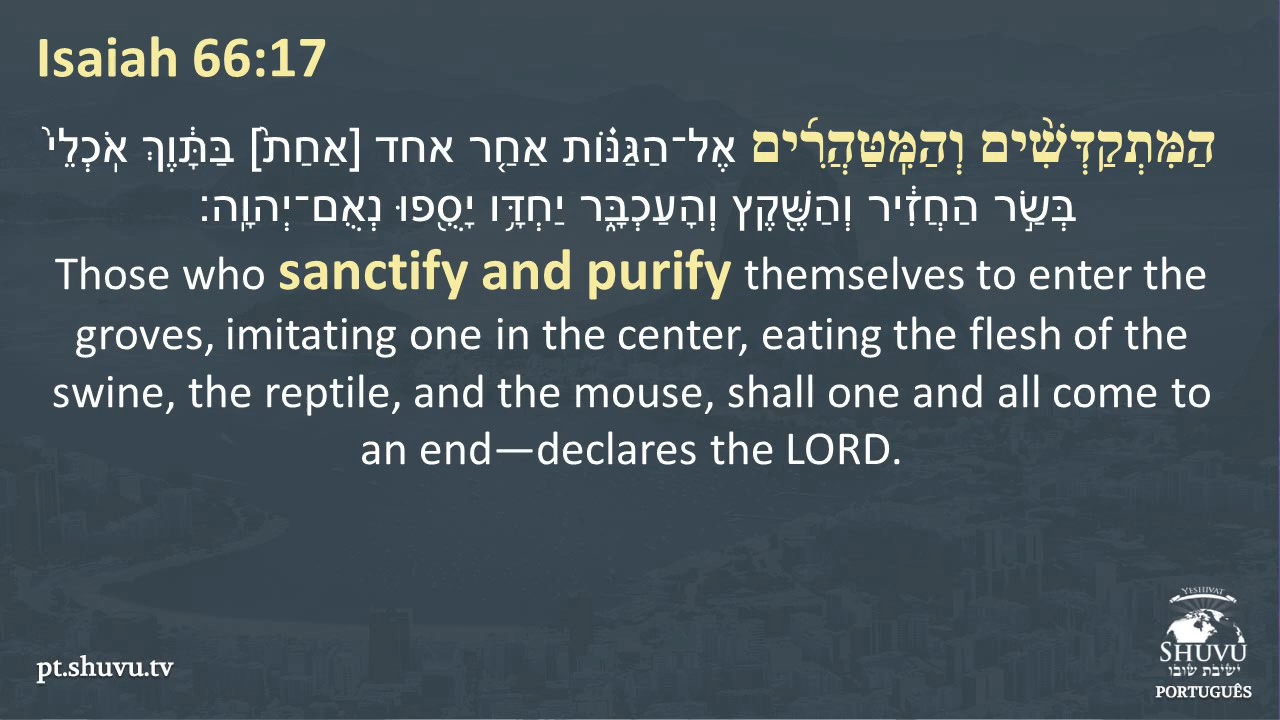 Isaiah 66:17
הַמִּתְקַדְּשִׁ֨ים וְהַמִּֽטַּהֲרִ֜ים אֶל־הַגַּנּ֗וֹת אַחַ֤ר אחד [אַחַת֙] בַּתָּ֔וֶךְ אֹֽכְלֵי֙
בְּשַׂ֣ר הַחֲזִ֔יר וְהַשֶּׁ֖קֶץ וְהָעַכְבָּ֑ר יַחְדָּ֥ו יָסֻ֖פוּ נְאֻם־יְהוָֽה׃
Those who sanctify and purify themselves to enter the
groves, imitating one in the center, eating the flesh of the
swine, the reptile, and the mouse, shall one and all come to
an end—declares the LORD.
YESHIVAT
SHUVU
ישיבת שובו
PORTUGUÊS
pt.shuvu.tv